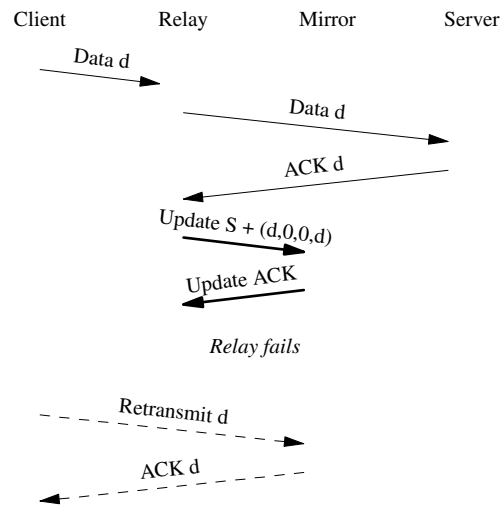 Client Relay Mirror Server
Data d
Data d
ACK d
Update S + (d,0,0,d)
Update ACK
Relay fails
Retransmit d
ACK d